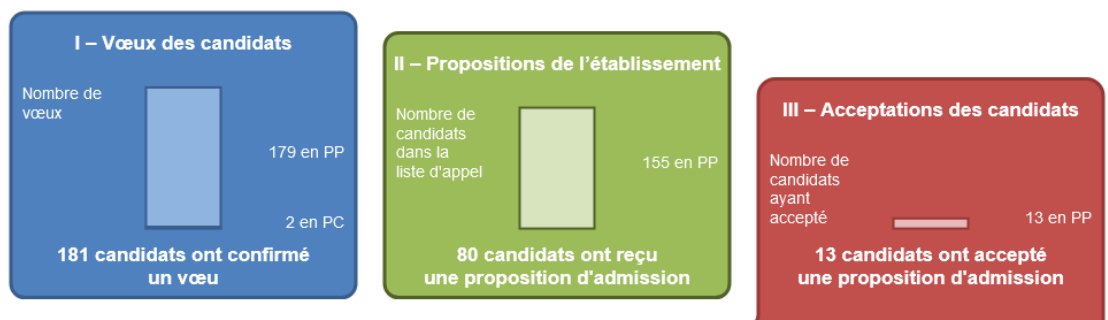 I – Vœux des candidats
Nombre de
vœux
179 en PP
2 en PC
181 candidats ont confirmé
un vœu
II – Propositions de l'établissement
Nombre de
candidats
dans la
liste d'appel
155 en PP
80 candidats ont reçu
une proposition d'admission
III – Acceptations des candidats
Nombre de
candidats
ayant
accepté
13 en PP
13 candidats ont accepté
une proposition d'admission